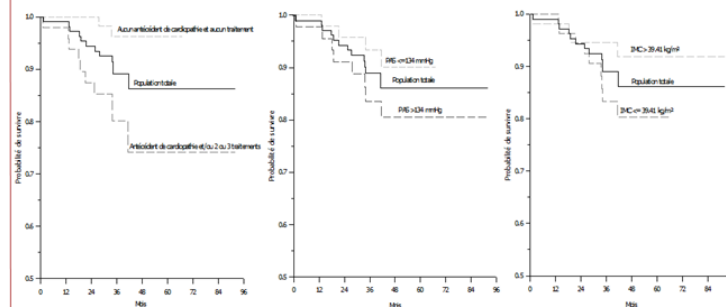 Probabilité de survivre
1.0
0.9
0.8
0.7
0.6
0.5
Aucun antécédent de cardiopathie et aucun traitement
Population totale
Antécédent de cardiopathie et/ou 2 ou 3 traitements
0 12 24 36 48 60 72 84 96
Mois
Probabilité de survivre
1.0
0.9
0.8
0.7
0.6
0.5
PAS <=134 mmHg
Population totale
PAS >134 mmHg
0 12 24 36 48 60 72 84 96
Mois
Probabilité de survivre
1.0
0.9
0.8
0.7
0.6
0.5
IMC > 39.41 kg/m²
Population totale
IMC <= 39.41 kg/m²
0 12 24 36 48 60 72 84
Mois